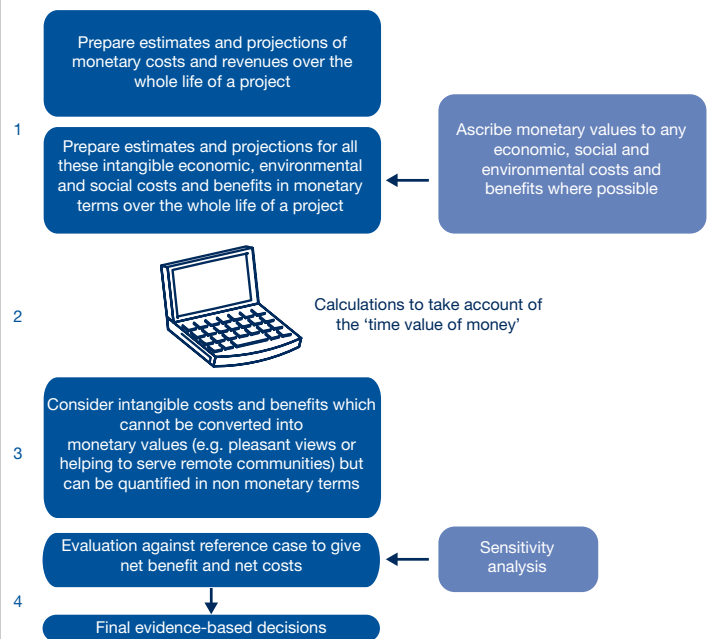 Prepare estimates and projections of
monetary costs and revenues over the
whole life of a project
1
Prepare estimates and projections for all
these intangible economic, environmental
and social costs and benefits in monetary
terms over the whole life of a project
Ascribe monetary values to any
economic, social and
environmental costs and
benefits where possible
2
Calculations to take account of
the ‘time value of money’
3
Consider intangible costs and benefits which
cannot be converted into
monetary values (e.g. pleasant views or
helping to serve remote communities) but
can be quantified in non monetary terms
4
Evaluation against reference case to give
net benefit and net costs
Sensitivity
analysis
Final evidence-based decisions